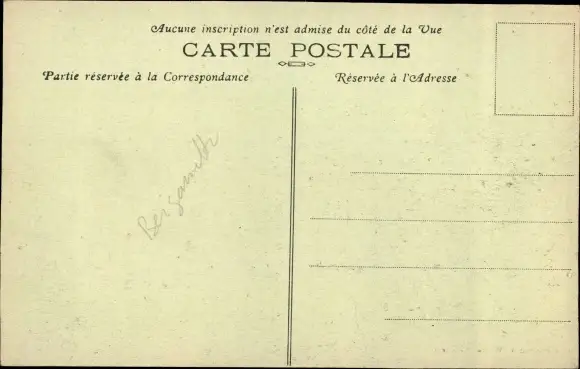 Aucune inscription n'est admise du côté de la Vue
CARTE POSTALE
Partie réservée à la Correspondance
Réservée à l'Adresse